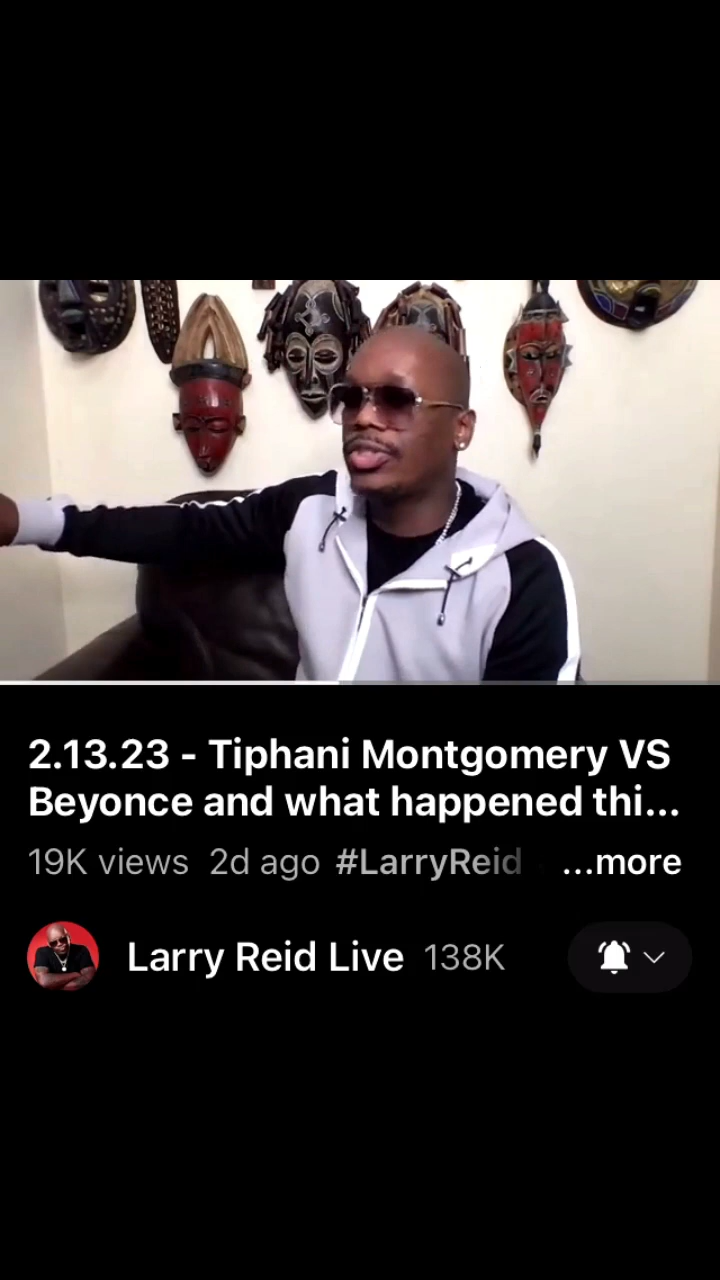 2.13.23 - Tiphani Montgomery VS
Beyonce and what happened thi...
19K views 2d ago #LarryReid ...more
Larry Reid Live 138K